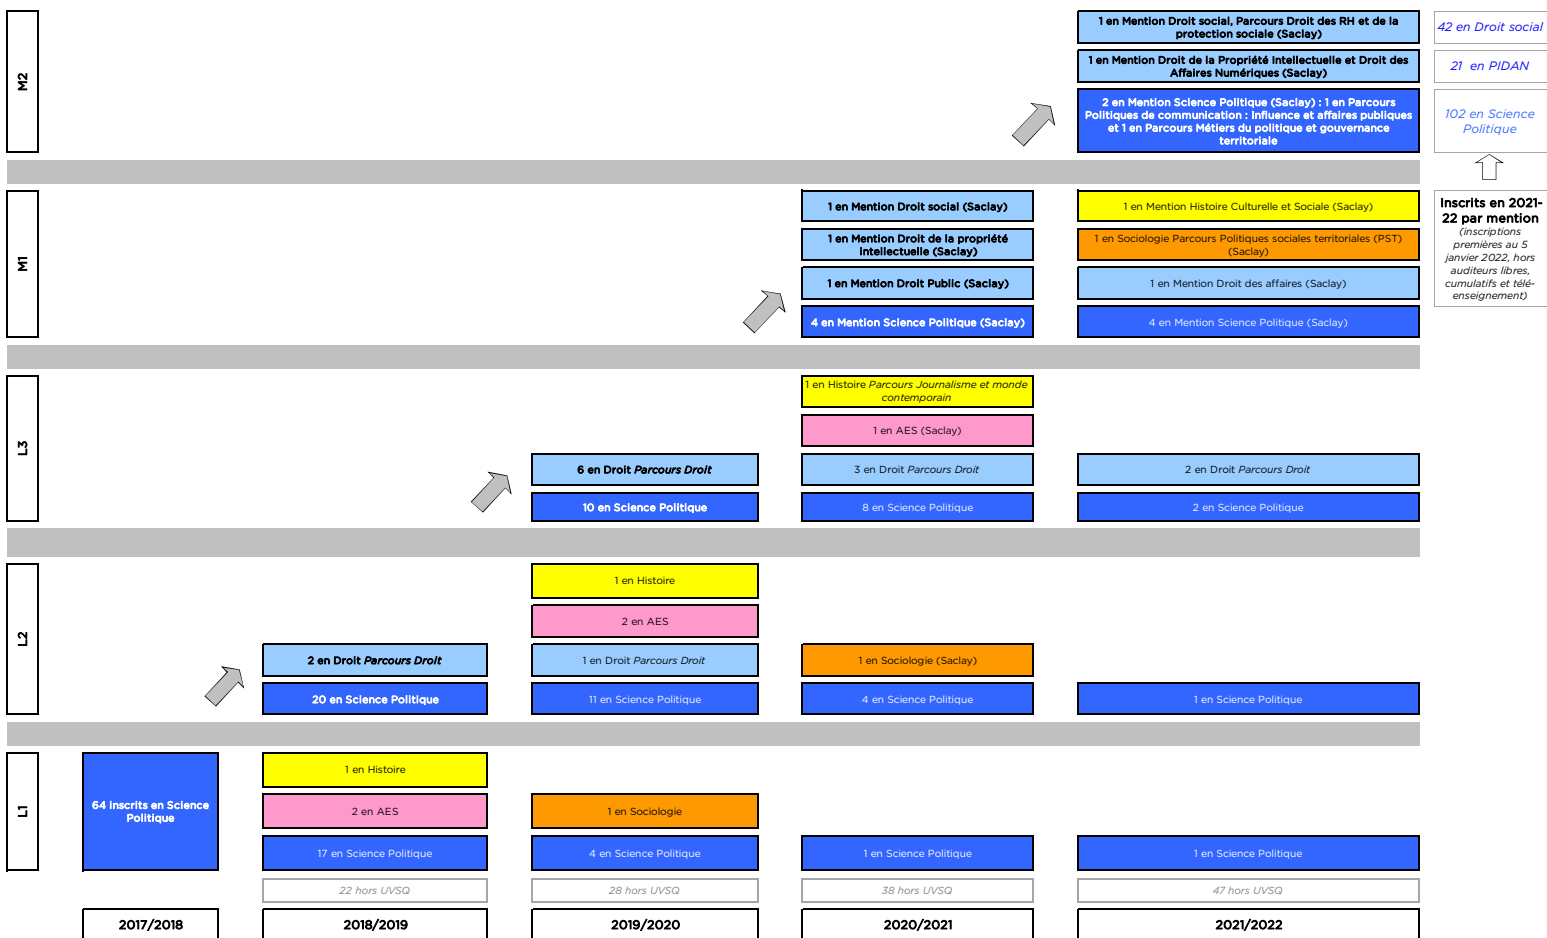 M2
1 en Mention Droit social, Parcours Droit des RH et de la
protection sociale (Saclay)
42 en Droit social
1 en Mention Droit de la Propriété Intellectuelle et Droit des
Affaires Numériques (Saclay)
21 en PIDAN
2 en Mention Science Politique (Saclay) : 1 en Parcours
Politiques de communication : Influence et affaires publiques
et 1 en Parcours Métiers du politique et gouvernance
territoriale
102 en Science
Politique
M1
1 en Mention Droit social (Saclay)
1 en Mention Histoire Culturelle et Sociale (Saclay)
Inscrits en 2021-
22 par mention
(inscriptions
premières au 5
janvier 2022, hors
auditeurs libres,
cumulatifs et télé-
enseignement)
1 en Mention Droit de la propriété
intellectuelle (Saclay)
1 en Sociologie Parcours Politiques sociales territoriales (PST)
(Saclay)
1 en Mention Droit Public (Saclay)
1 en Mention Droit des affaires (Saclay)
4 en Mention Science Politique (Saclay)
4 en Mention Science Politique (Saclay)
L3
1 en Histoire Parcours Journalisme et monde
contemporain
1 en AES (Saclay)
6 en Droit Parcours Droit
3 en Droit Parcours Droit
2 en Droit Parcours Droit
10 en Science Politique
8 en Science Politique
2 en Science Politique
L2
1 en Histoire
2 en AES
2 en Droit Parcours Droit
1 en Droit Parcours Droit
1 en Sociologie (Saclay)
20 en Science Politique
11 en Science Politique
4 en Science Politique
1 en Science Politique
L1
64 inscrits en Science
Politique
1 en Histoire
2 en AES
1 en Sociologie
17 en Science Politique
4 en Science Politique
1 en Science Politique
1 en Science Politique
22 hors UVSQ
28 hors UVSQ
38 hors UVSQ
47 hors UVSQ
2017/2018
2018/2019
2019/2020
2020/2021
2021/2022